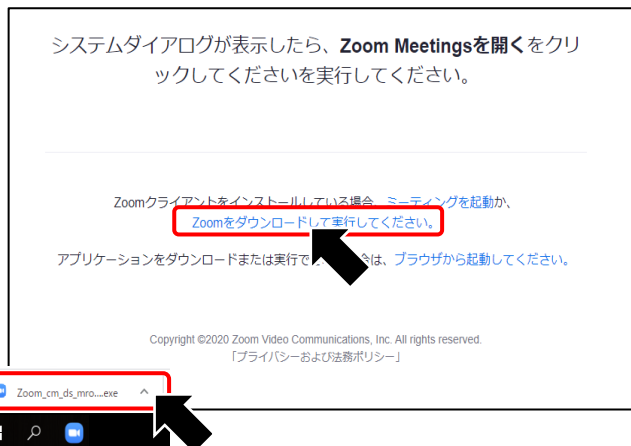 システムダイアログが表示したら、Zoom Meetingsを開くをクリ
ックしてくださいを実行してください。
Zoomクライアントをインストールしている場合、ミーティングを起動か、
Zoomをダウンロードして実行してください。
アプリケーションをダウンロードまたは実行で 合は、ブラウザから起動してください。
Copyright ©2020 Zoom Video Communications, Inc. All rights reserved.
「プライバシーおよび法務ポリシー」
Zoom_cm_ds_mro....exe